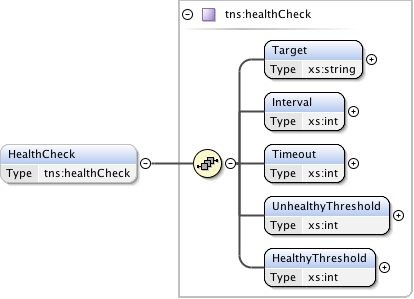 tns:healthCheck
Target
Type xs:string
Interval
Type xs:int
HealthCheck
Type tns:healthCheck
Timeout
Type xs:int
UnhealthyThreshold
Type xs:int
HealthyThreshold
Type xs:int